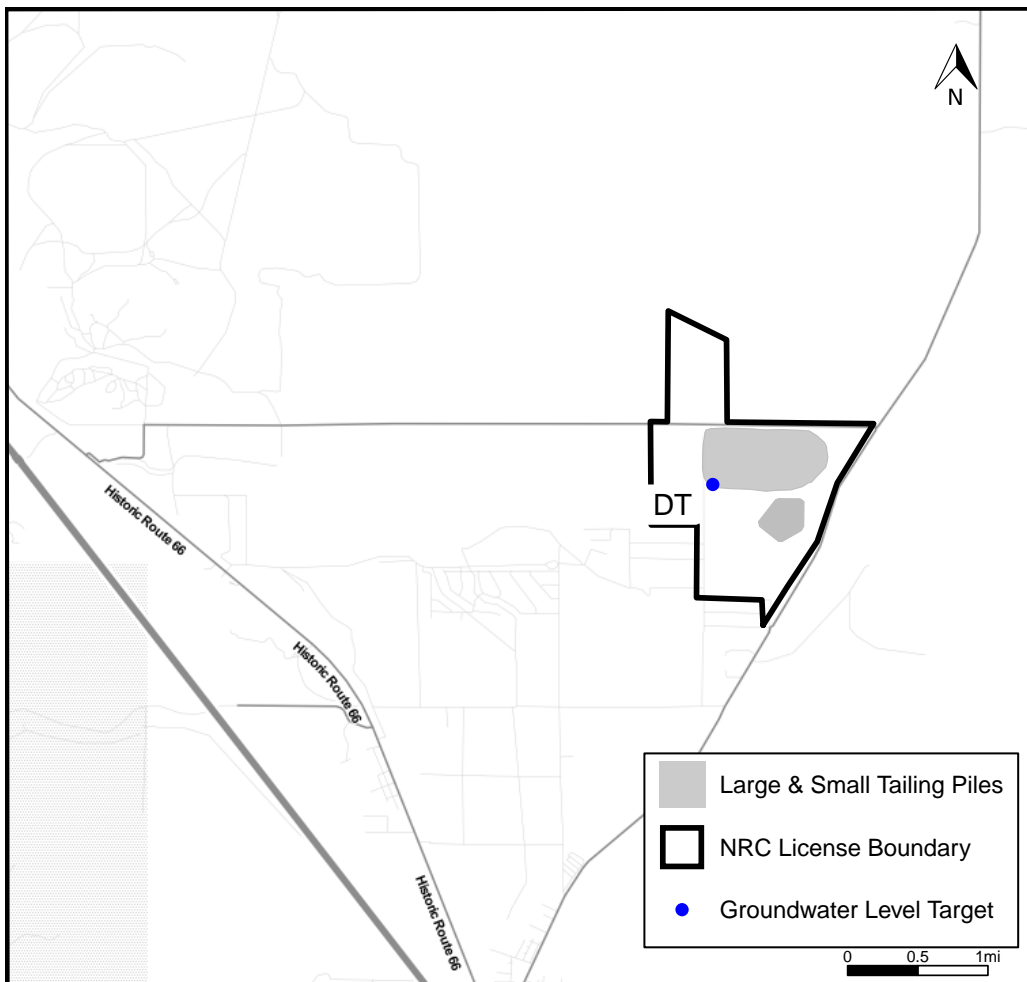 N
DT
Historic Route 66
Historic Route 66
Historic Route 66
Large & Small Tailing Piles
NRC License Boundary
Groundwater Level Target
0 0.5 1mi